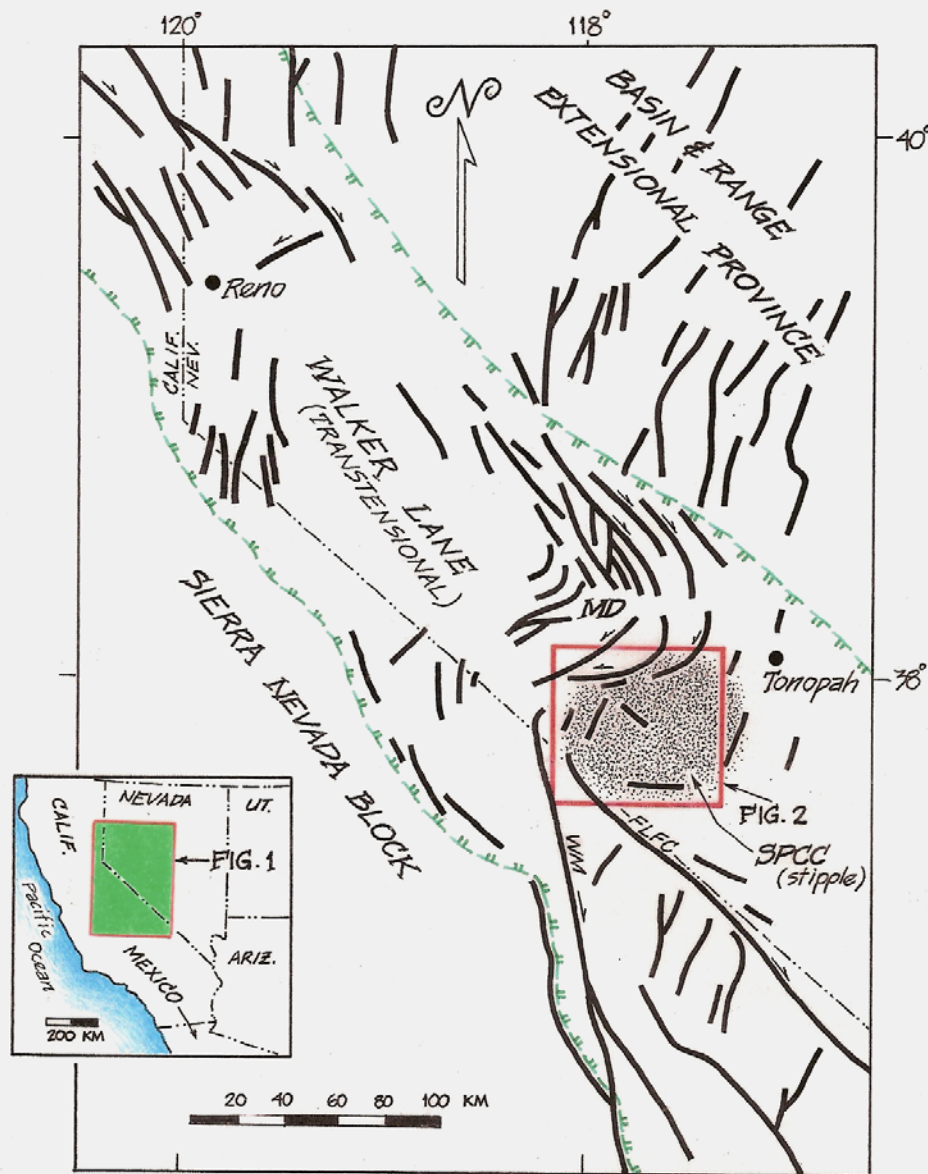 120°
118°
40°
N
BASIN & RANGE
EXTENSIONAL PROVINCE
Reno
CALIF.
NEV.
WALKER LANE
(TRANSTENSIONAL)
SIERRA NEVADA BLOCK
MD
Tonopah
38°
FIG. 2
FLFC
WM
SPCC
(stipple)
NEVADA
UT.
CALIF.
FIG. 1
Pacific
Ocean
ARIZ.
MEXICO
200 KM
20 40 60 80 100 KM
120°
118°